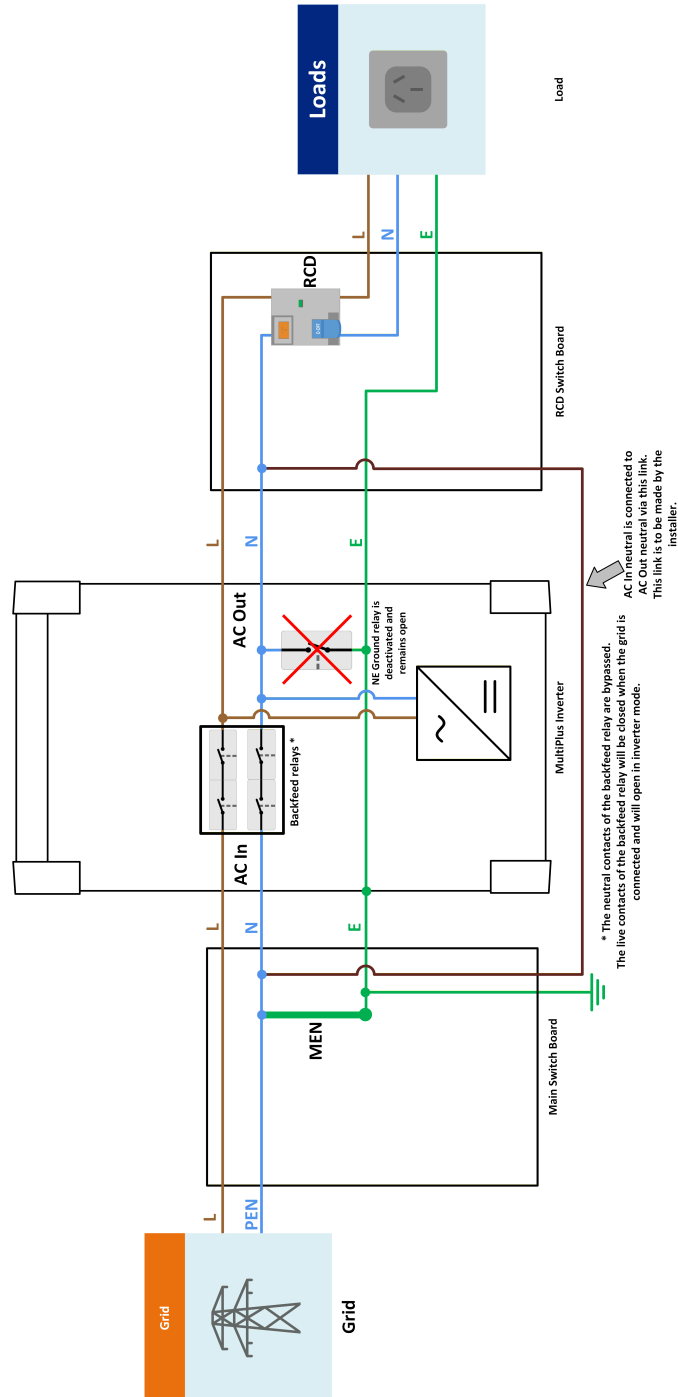 Grid
Grid
L
PEN
Main Switch Board
MEN
L
N
E
MultiPlus Inverter
AC In
Backfeed relays *
AC Out
NE Ground relay is
deactivated and
remains open
L
N
E
RCD Switch Board
RCD
L
N
E
Loads
Load
* The neutral contacts of the backfeed relay are bypassed.
The live contacts of the backfeed relay will be closed when the grid is
connected and will open in inverter mode.
AC In neutral is connected to
AC Out neutral via this link.
This link is to be made by the
installer.